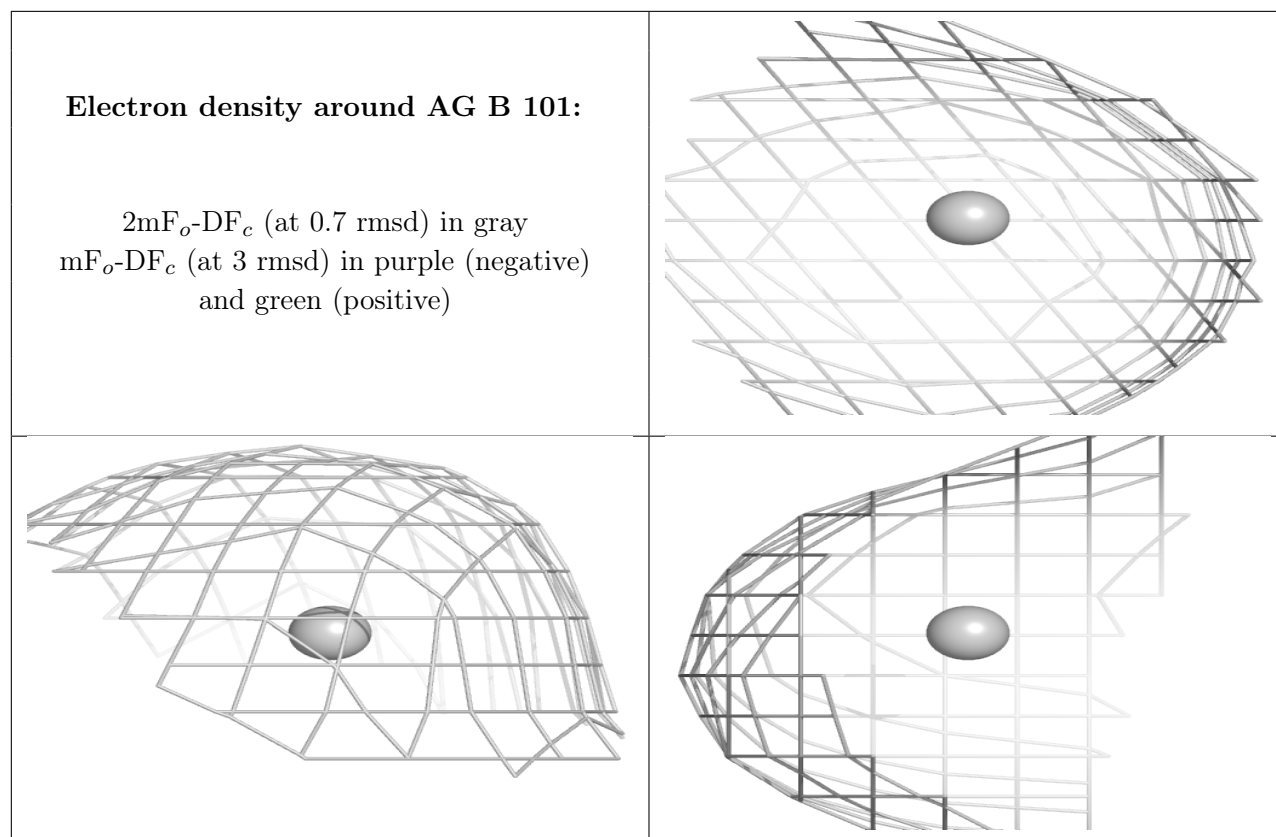 Electron density around AG B 101:
2mFo-DFc (at 0.7 rmsd) in gray
mFo-DFc (at 3 rmsd) in purple (negative)
and green (positive)